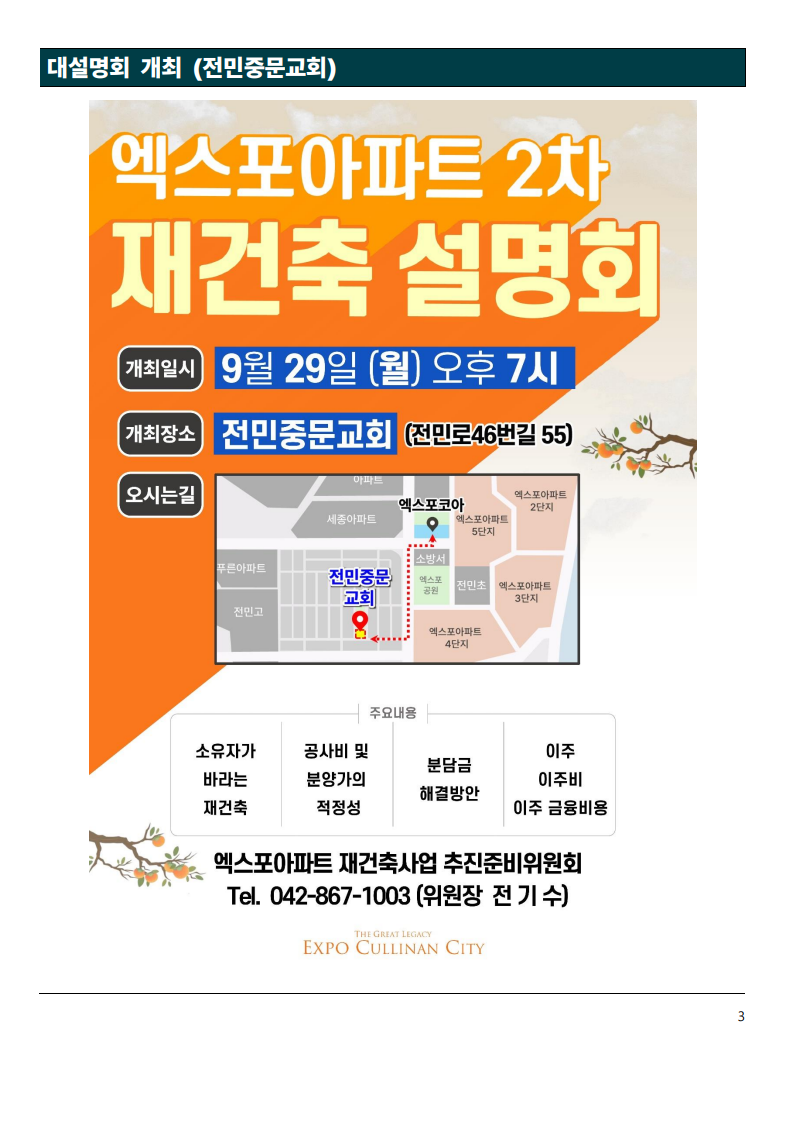 대설명회 개최 (전민중문교회)
엑스포아파트 2차
재건축 설명회
개최일시 9월 29일 (월) 오후 7시
개최장소 전민중문교회 (전민로46번길 55)
오시는길
아파트
세종아파트
엑스포코아
엑스포아파트
5단지
엑스포아파트
2단지
푸른아파트
전민고
전민중문
교회
소방서
엑스포
공원
전민초
엑스포아파트
3단지
엑스포아파트
4단지
주요내용
소유자가
바라는
재건축
공사비 및
분양가의
적정성
분담금
해결방안
이주
이주비
이주 금융비용
엑스포아파트 재건축사업 추진준비위원회
Tel. 042-867-1003 (위원장 전 기 수)
THE GREAT LEGACY
EXPO CULLINAN CITY
3